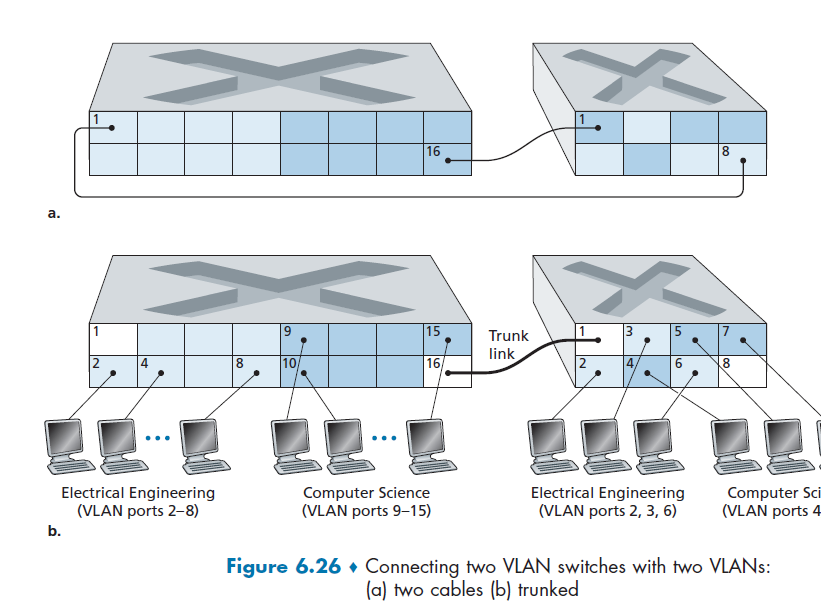 1
16
1
8
a.
1
9
15
2
4
8
10
16
Trunk
link
1
3
5
7
2
4
6
8
Electrical Engineering
(VLAN ports 2–8)
Computer Science
(VLAN ports 9–15)
Electrical Engineering
(VLAN ports 2, 3, 6)
Computer Sci
(VLAN ports 4
b.
Figure 6.26 ♦ Connecting two VLAN switches with two VLANs:
(a) two cables (b) trunked